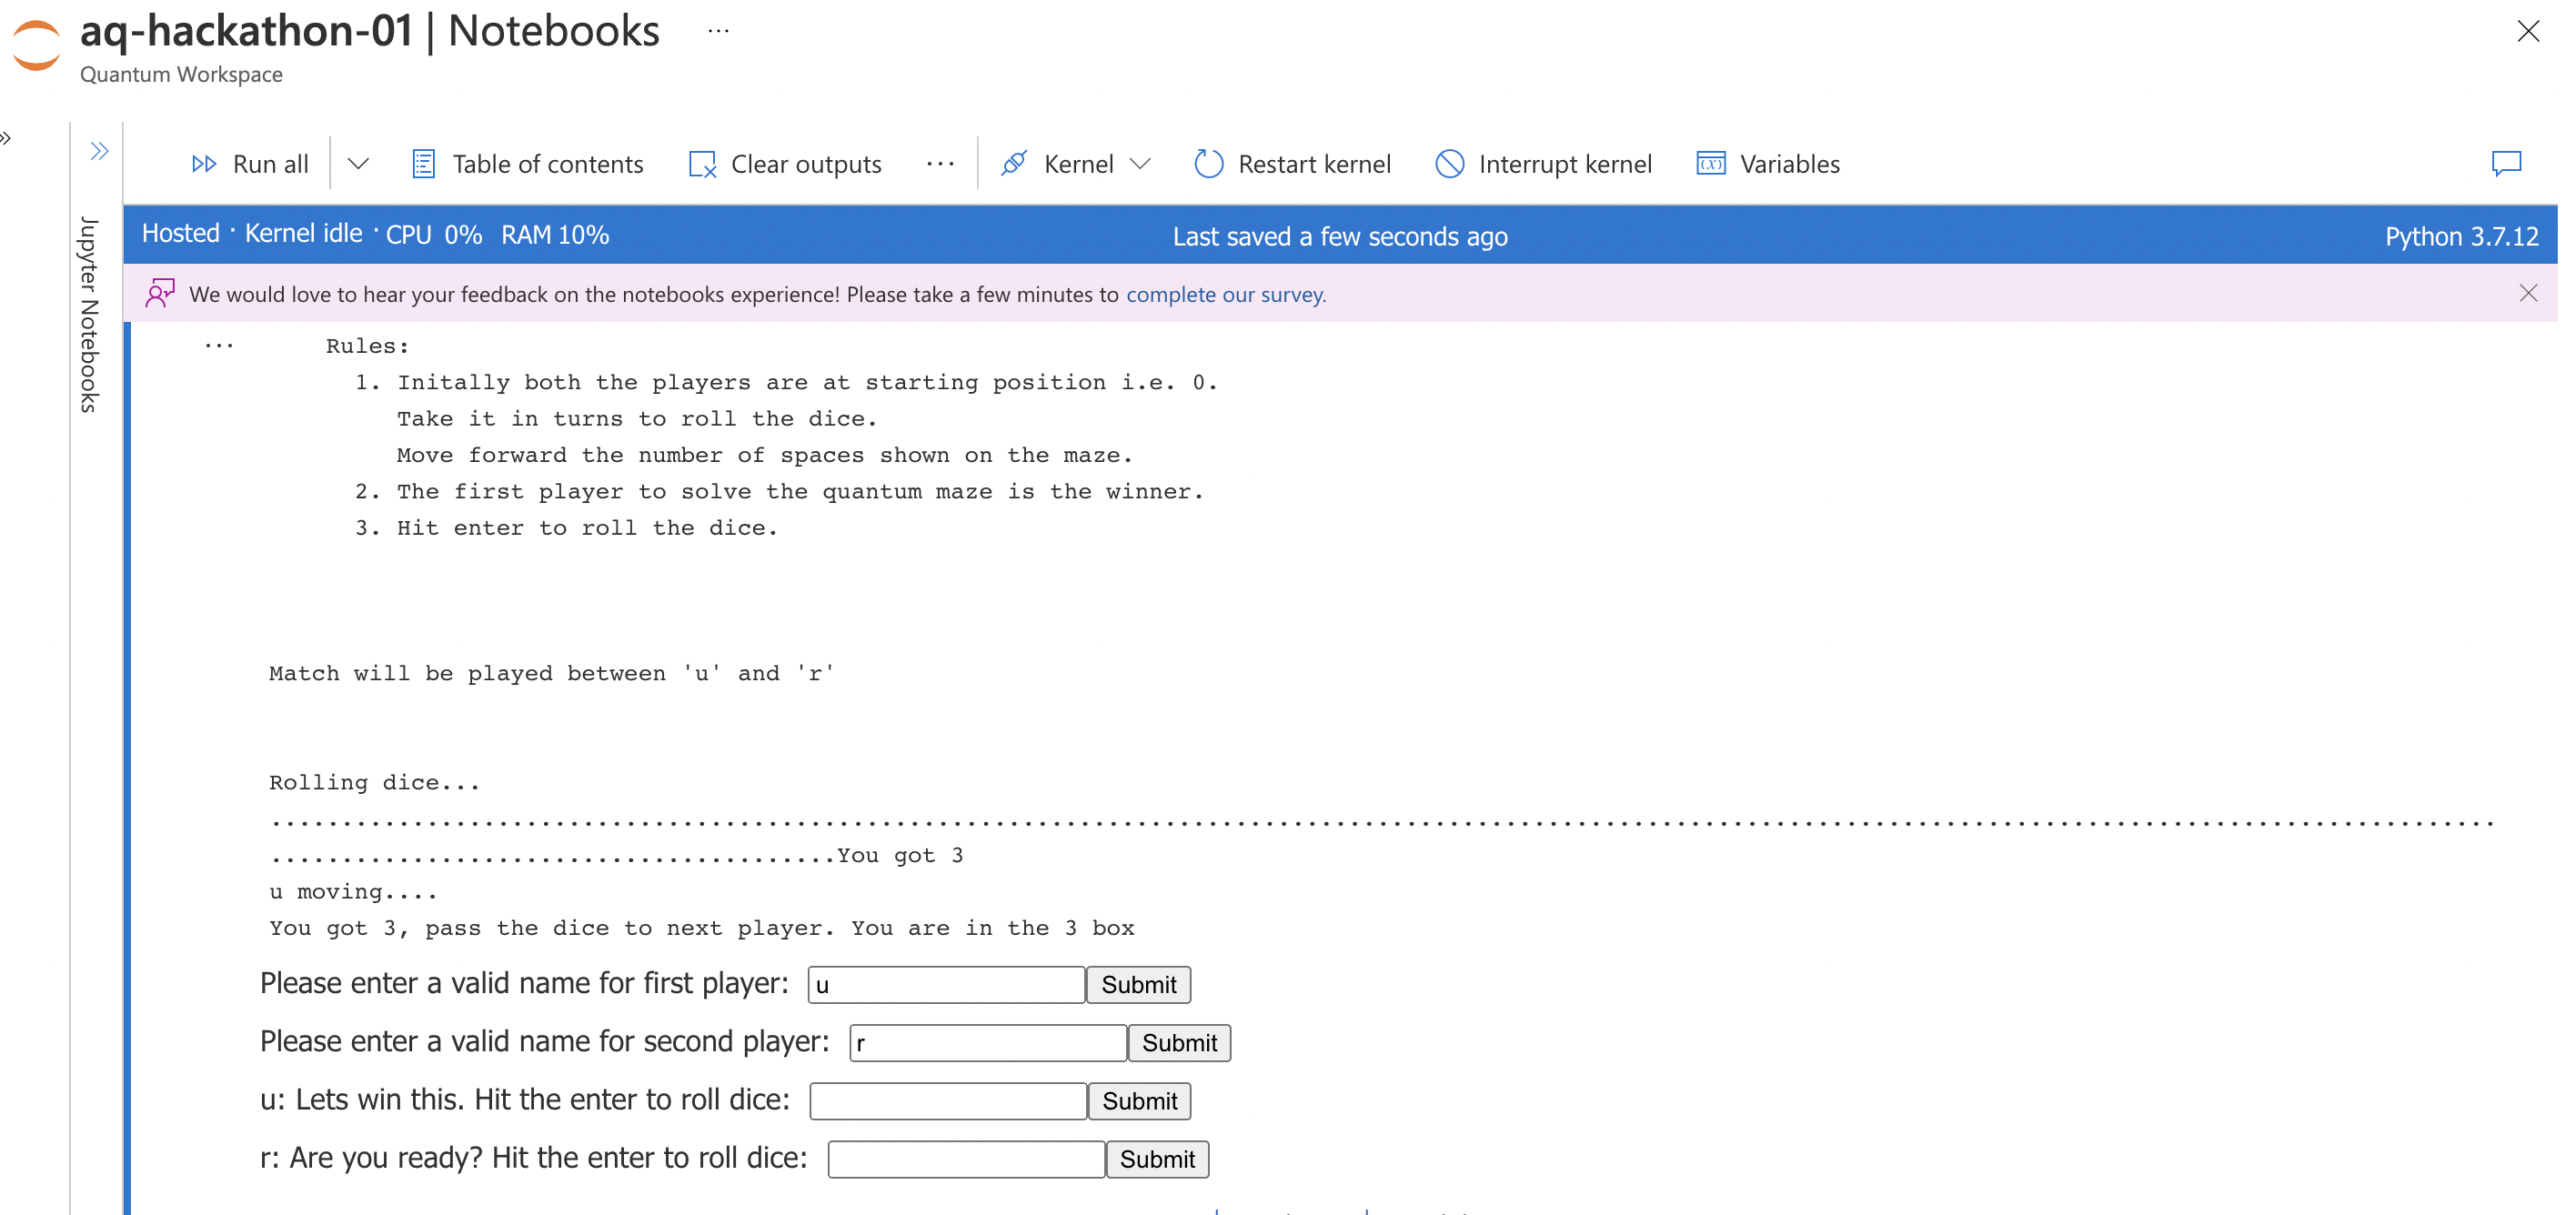 aq-hackathon-01 | Notebooks ...
Quantum Workspace
Run all
Table of contents
Clear outputs
...
Kernel
Restart kernel
Interrupt kernel
Variables
Jupyter Notebooks
Hosted · Kernel idle · CPU 0% RAM 10%
Last saved a few seconds ago
Python 3.7.12
We would love to hear your feedback on the notebooks experience! Please take a few minutes to complete our survey.
... Rules:
1. Initally both the players are at starting position i.e. 0.
Take it in turns to roll the dice.
Move forward the number of spaces shown on the maze.
2. The first player to solve the quantum maze is the winner.
3. Hit enter to roll the dice.
Match will be played between 'u' and 'r'
Rolling dice...
.............................................................................................................................................................
........................................You got 3
u moving....
You got 3, pass the dice to next player. You are in the 3 box
Please enter a valid name for first player: u Submit
Please enter a valid name for second player: r Submit
u: Lets win this. Hit the enter to roll dice: Submit
r: Are you ready? Hit the enter to roll dice: Submit